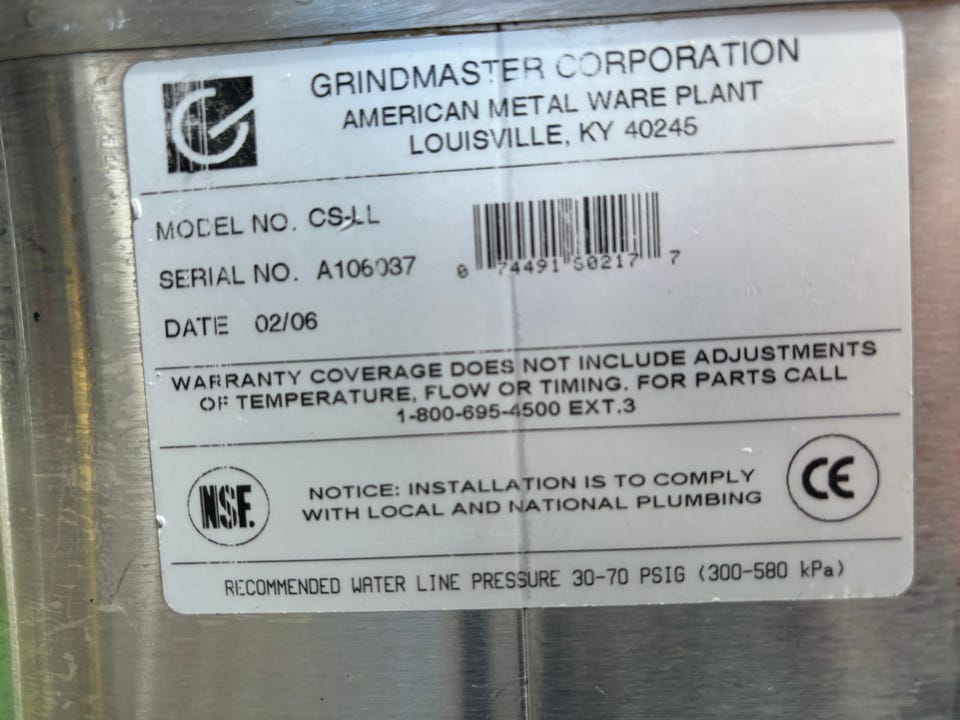 GRINDMASTER CORPORATION
AMERICAN METAL WARE PLANT
LOUISVILLE, KY 40245
MODEL NO. CS-LL
SERIAL NO. A106037
0 74491 50217 7
DATE 02/06
WARRANTY COVERAGE DOES NOT INCLUDE ADJUSTMENTS
OF TEMPERATURE, FLOW OR TIMING. FOR PARTS CALL
1-800-695-4500 EXT.3
NSF.
NOTICE: INSTALLATION IS TO COMPLY
WITH LOCAL AND NATIONAL PLUMBING
CE
RECOMMENDED WATER LINE PRESSURE 30-70 PSIG (300-580 kPa)